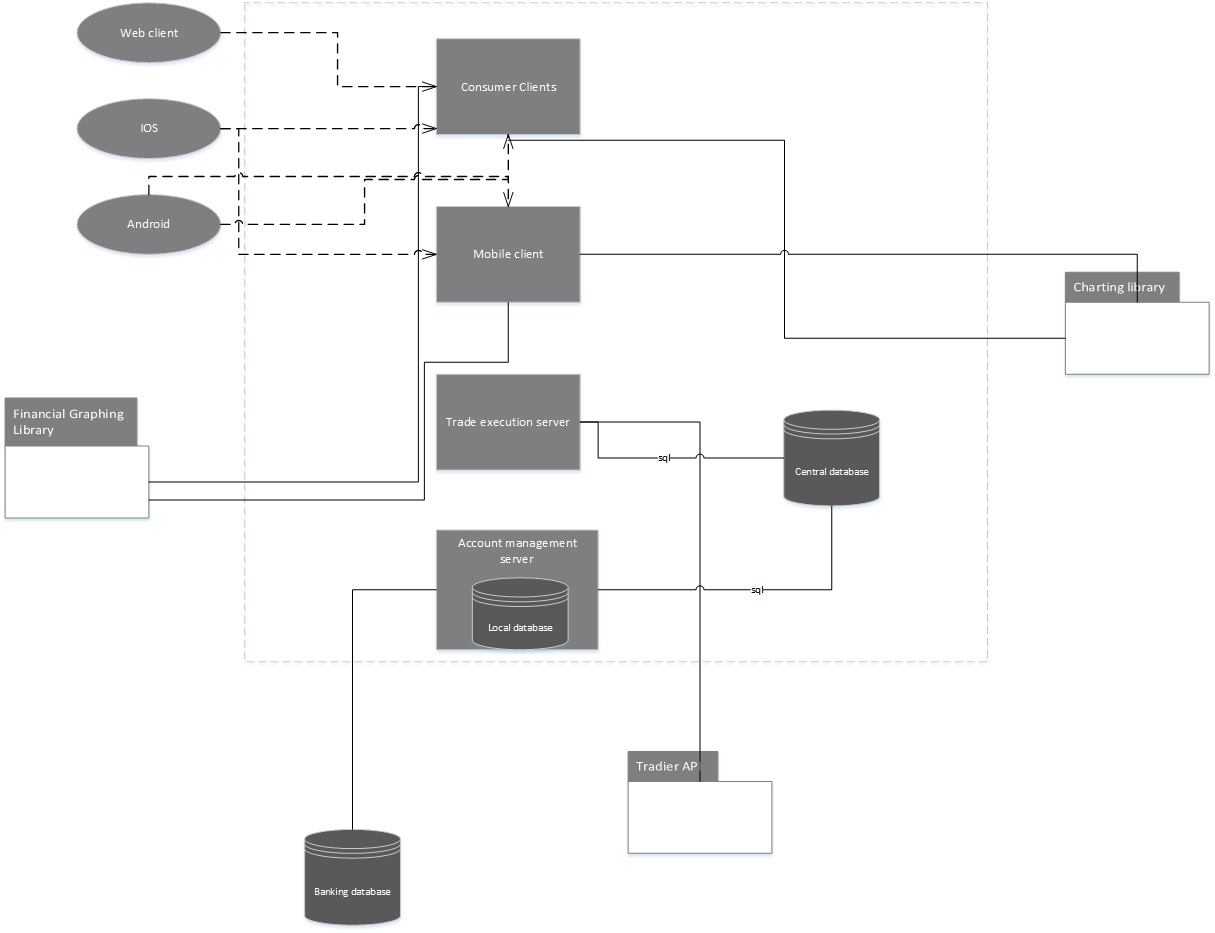 Web client
Consumer Clients
IOS
Android
Mobile client
Charting library
Financial Graphing
Library
Trade execution server
sql
Central database
Account management
server
sql
Local database
Tradier AP
Banking database